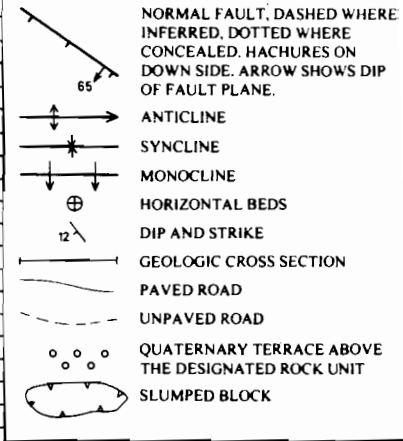 NORMAL FAULT, DASHED WHERE
INFERRED, DOTTED WHERE
CONCEALED. HACHURES ON
DOWN SIDE. ARROW SHOWS DIP
OF FAULT PLANE.
65
ANTICLINE
SYNCLINE
MONOCLINE
HORIZONTAL BEDS
12 DIP AND STRIKE
GEOLOGIC CROSS SECTION
PAVED ROAD
UNPAVED ROAD
QUATERNARY TERRACE ABOVE
THE DESIGNATED ROCK UNIT
SLUMPED BLOCK